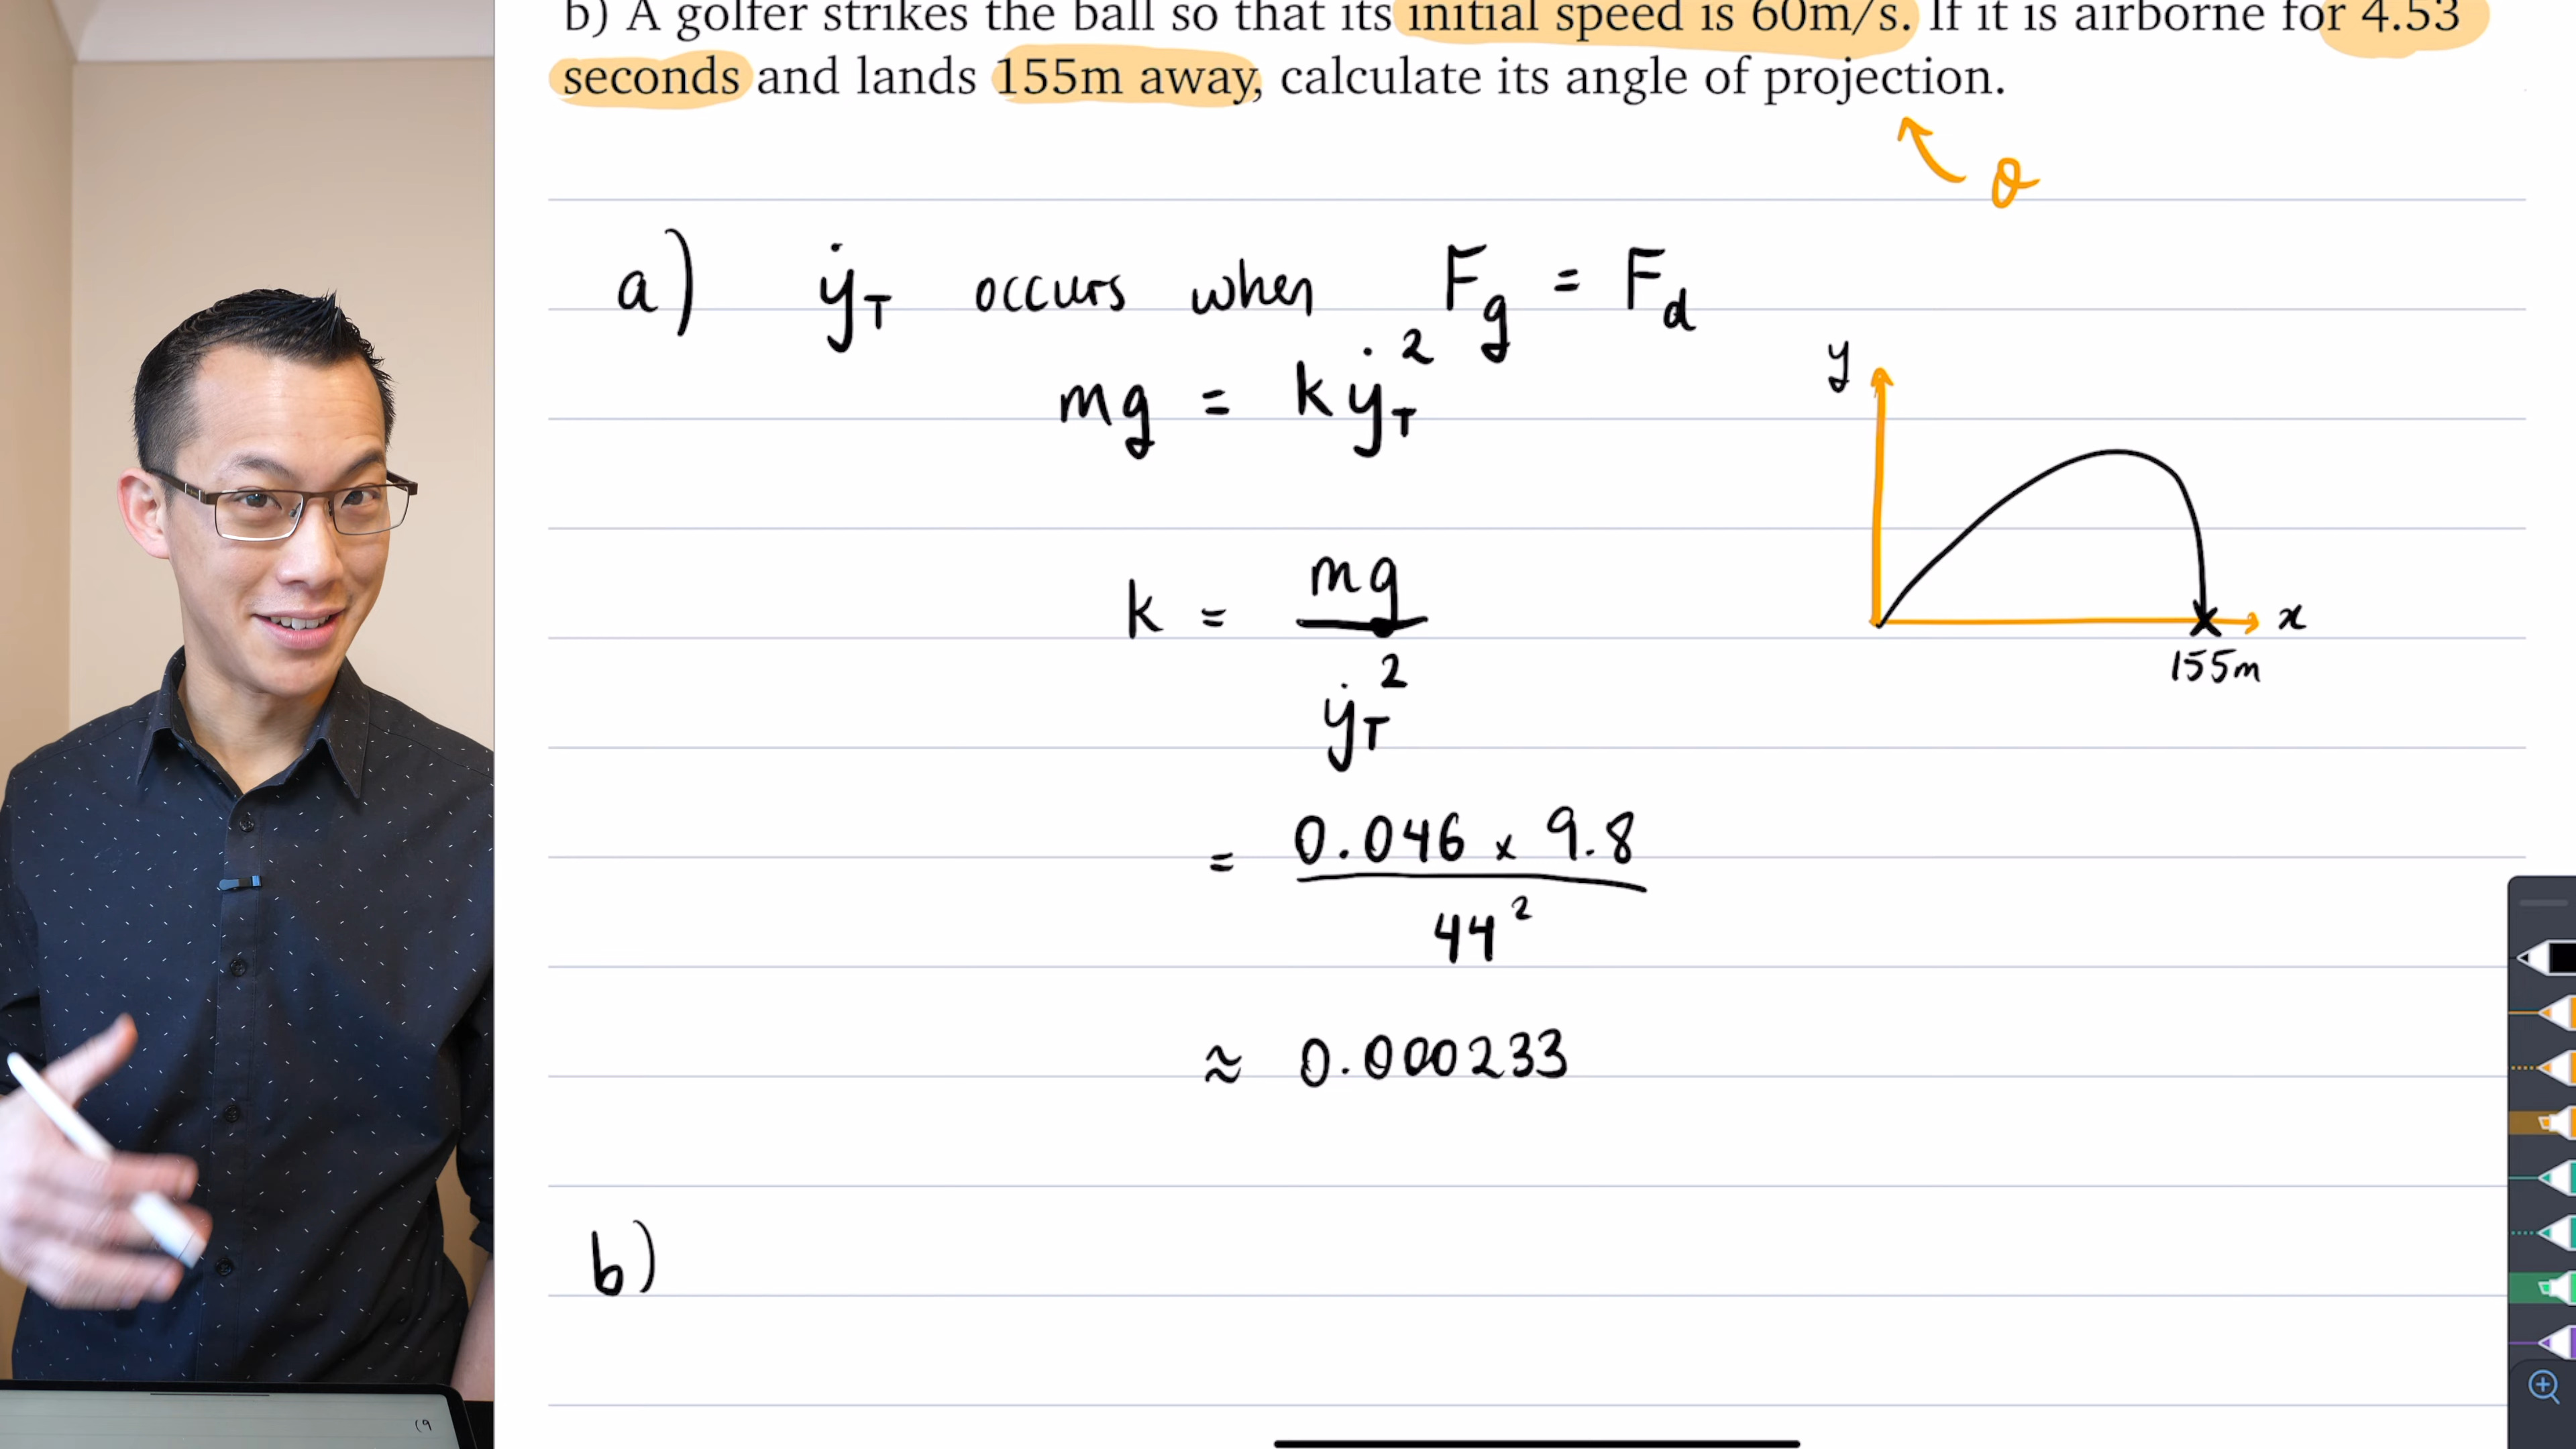 b) A golfer strikes the ball so that its initial speed is 60m/s. If it is airborne for 4.53
seconds and lands 155m away, calculate its angle of projection.
θ
a) ẏ_T occurs when F_g = F_d
mg = kẏ_T²
y
k = mg / ẏ_T²
x
155m
= 0.046 × 9.8 / 44²
≈ 0.000233
b)